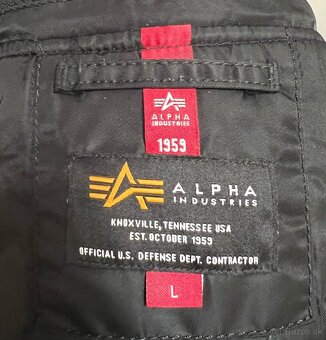 ALPHA
INDUSTRIES
1959
ALPHA
INDUSTRIES
KNOXVILLE, TENNESSEE USA
EST. OCTOBER 1959
OFFICIAL U.S. DEFENSE DEPT. CONTRACTOR
L